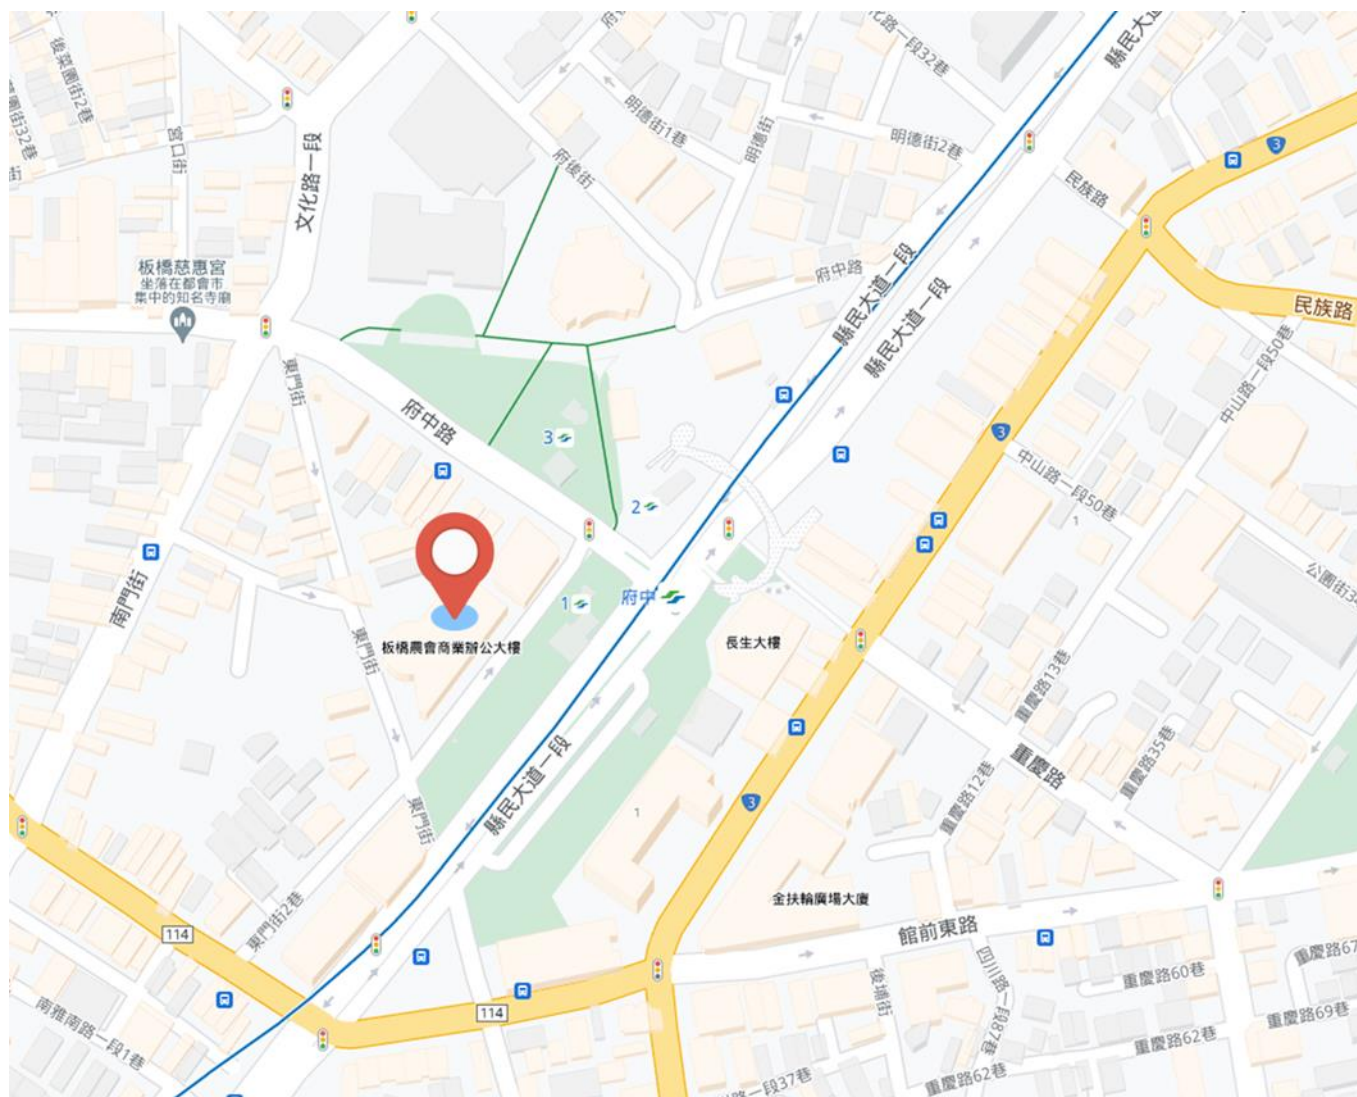 後菜園街2巷
菜園街32巷
宮口街
街
文化路一段
府後街
明德街1巷
明德街
明德街2巷
化路一段32巷
縣民大道
民族路
3
民族路
板橋慈惠宮
坐落在都會市
集中的知名寺廟
府中路
縣民大道一段
縣民大道一段
東門街
府中路
3
2
1
府中
3
中山路一段50巷
中山路一段50巷
1
公園街34
南門街
東門街
板橋農會商業辦公大樓
長生大樓
重慶路13巷
重慶路
重慶路35巷
重慶路12巷
縣民大道一段
東門街
3
1
114
東門街2巷
金扶輪廣場大廈
館前東路
後埔街
四川路一段87巷
重慶路60巷
重慶路67
重慶路69巷
重慶路62巷
重慶路62巷
114
南雅南路一段1巷
路一段37巷